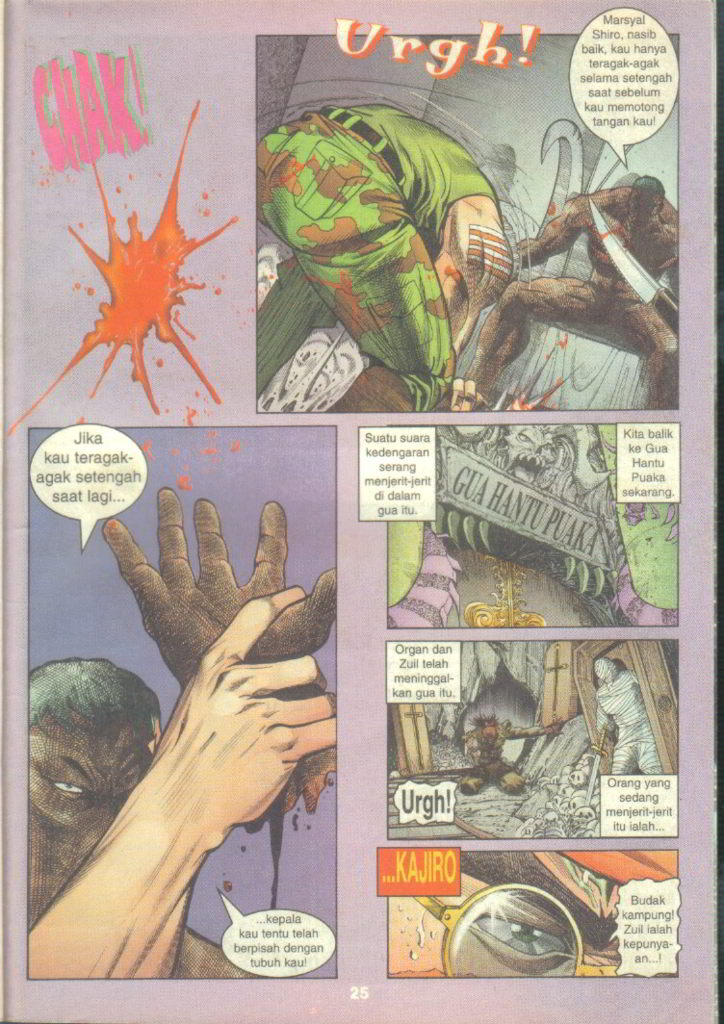 CHAK!
Urgh!
Marsyal
Shiro, nasib
baik, kau hanya
teragak-agak
selama setengah
saat sebelum
kau memotong
tangan kau!
Jika
kau teragak-
agak setengah
saat lagi...
...kepala
kau tentu telah
berpisah dengan
tubuh kau!
Suatu suara
kedengaran
serang
menjerit-jerit
di dalam
gua itu.
Kita balik
ke Gua
Hantu
Puaka
sekarang.
GUA HANTU PUAKA
Organ dan
Zuil telah
meninggal-
kan gua itu.
Urgh!
Orang yang
sedang
menjerit-jerit
itu ialah...
...KAJIRO
Budak
kampung!
Zuil ialah
kepunya-
an...!
25